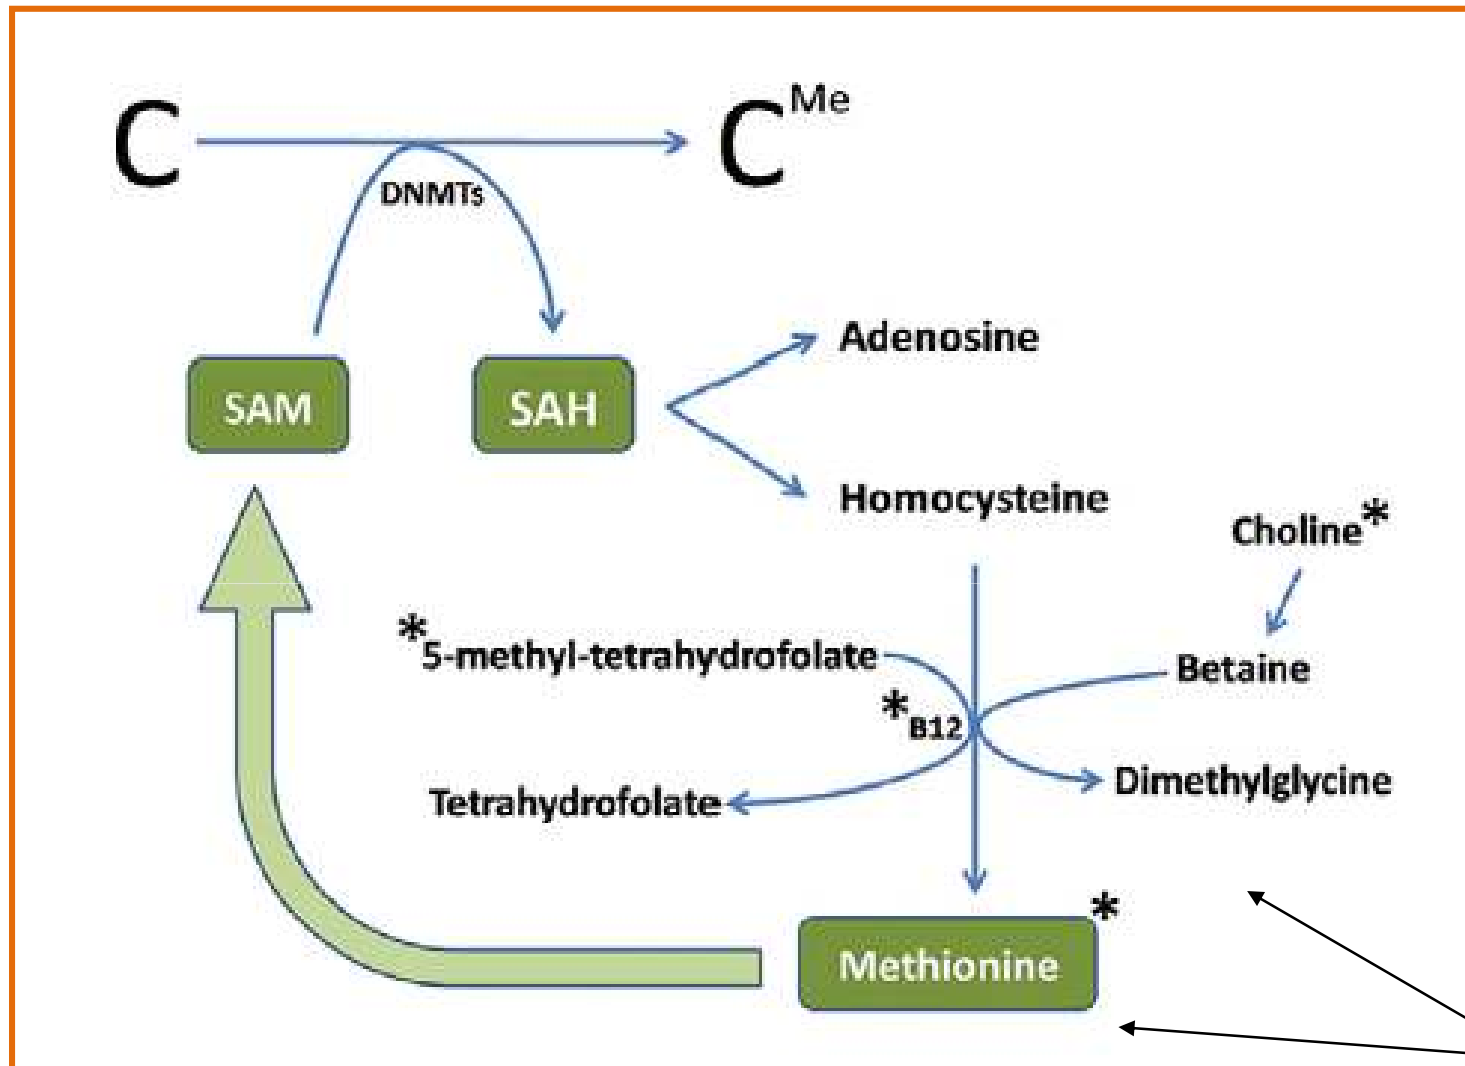 C
C^Me
DNMTs
SAM
SAH
Adenosine
Homocysteine
Choline*
*5-methyl-tetrahydrofolate
Betaine
*B12
Dimethylglycine
Tetrahydrofolate
Methionine*